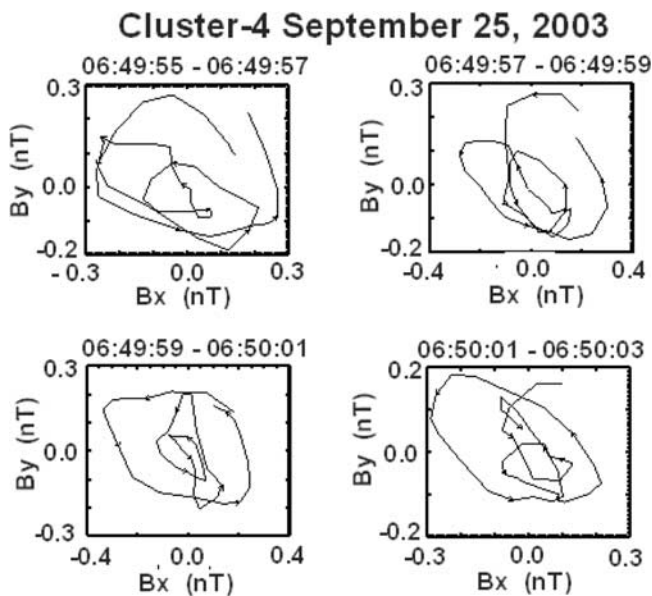 Cluster-4 September 25, 2003
06:49:55 - 06:49:57
0.3
By (nT)
0.0
-0.2
-0.3
0.0
0.3
Bx (nT)
06:49:57 - 06:49:59
0.3
By (nT)
0.0
-0.2
-0.4
0.0
0.4
Bx (nT)
06:49:59 - 06:50:01
0.3
By (nT)
0.0
-0.3
-0.4
0.0
0.4
Bx (nT)
06:50:01 - 06:50:03
0.2
By (nT)
0.0
-0.2
-0.3
0.0
0.3
Bx (nT)